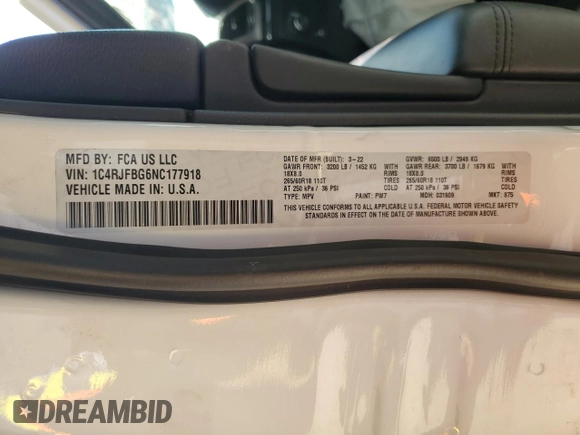 MFD BY: FCA US LLC
VIN: 1C4RJFBG6NC177918
VEHICLE MADE IN: U.S.A.
DATE OF MFR (BUILT): 3-22 GVWR: 6500 LB / 2949 KG
GAWR FRONT: 3200 LB / 1452 KG WITH GAWR REAR: 3700 LB / 1679 KG WITH
18X8.0 RIMS 18X8.0 RIMS
265/60R18 110T TIRES 265/60R18 110T TIRES
AT 250 kPa / 36 PSI AT 250 kPa / 36 PSI
TYPE: MPV PAINT: PW7 MDH: 031809 MKT: 875
THIS VEHICLE CONFORMS TO ALL APPLICABLE U.S.A. FEDERAL MOTOR VEHICLE SAFETY
STANDARDS IN EFFECT ON THE DATE OF MANUFACTURE SHOWN ABOVE.
DREAMBID